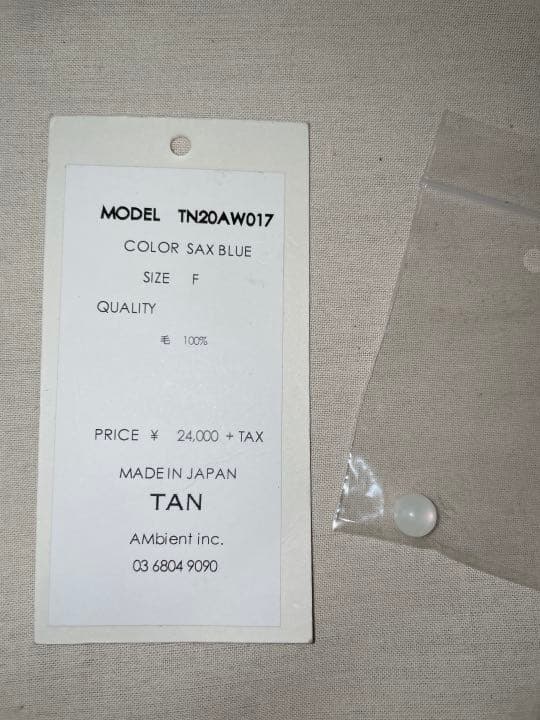 MODEL TN20AW017
COLOR SAX BLUE
SIZE F
QUALITY
毛 100%
PRICE ¥ 24,000 + TAX
MADE IN JAPAN
TAN
AMbient inc.
03 6804 9090